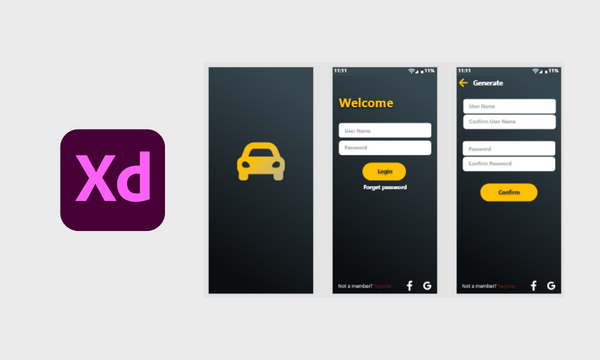 Xd
11:11
11%
Welcome
User Name
Password
Login
Forget password
Not a member? Register
f
G
11:11
11%
Generate
User Name
Confirm User Name
Password
Confirm Password
Confirm
Not a member? Register
f
G